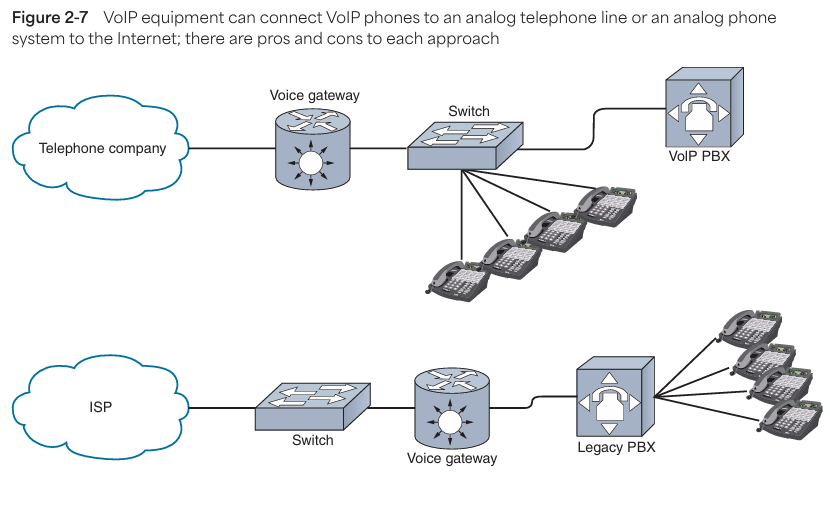 Figure 2-7 VoIP equipment can connect VoIP phones to an analog telephone line or an analog phone
system to the Internet; there are pros and cons to each approach
Voice gateway
Switch
Telephone company
VoIP PBX
ISP
Switch
Voice gateway
Legacy PBX